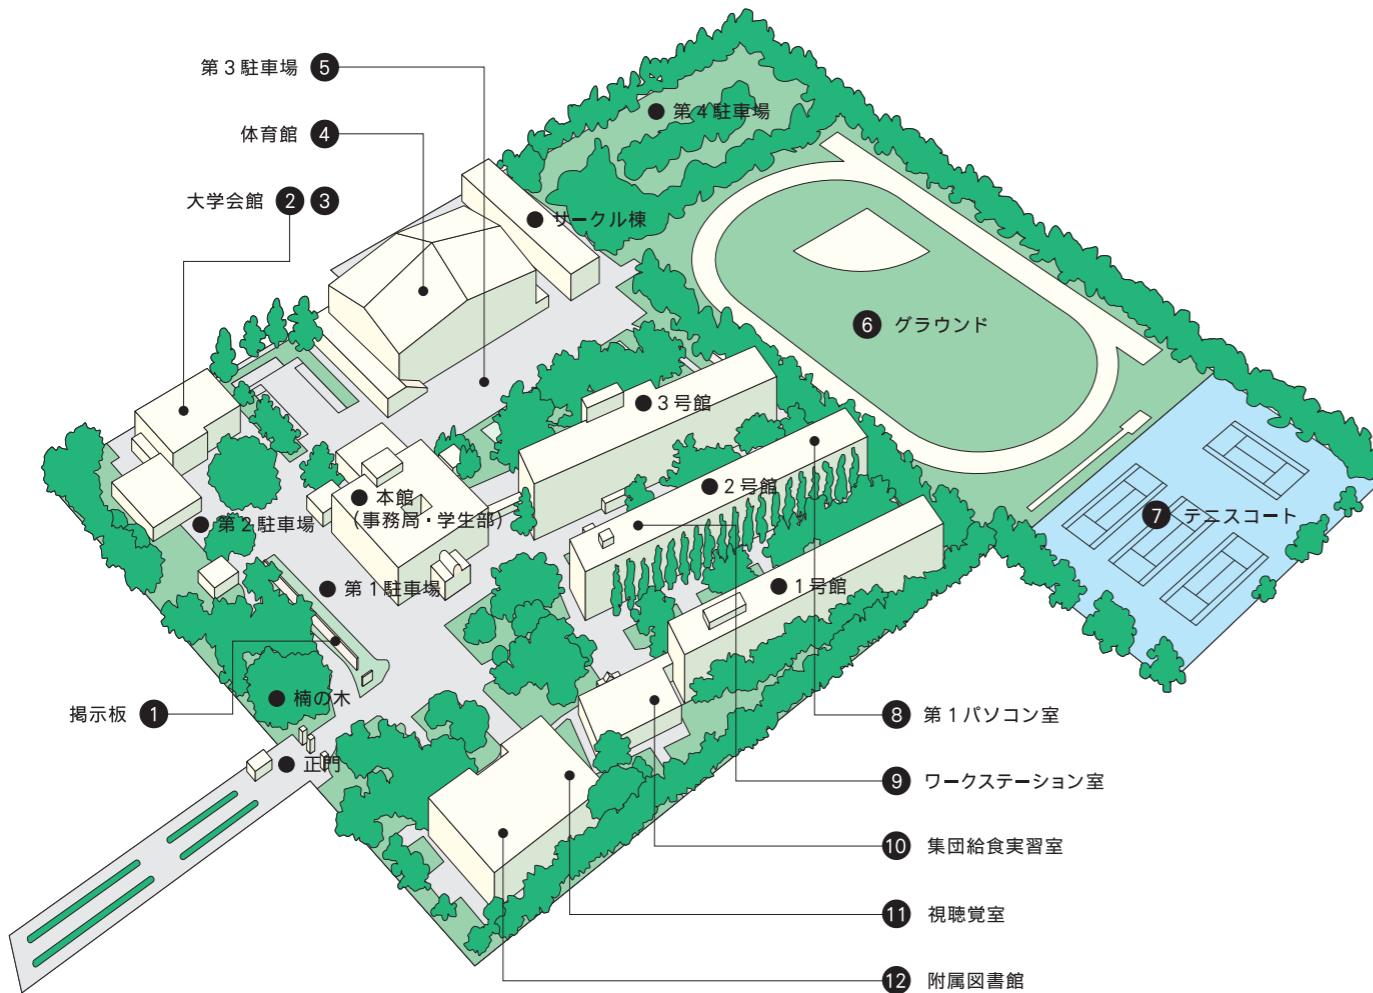 第3駐車場 5
体育館 4
大学会館 2 3
第4駐車場
サークル棟
6 グラウンド
3号館
2号館
本館
(事務局・学生部)
第2駐車場
7 テニスコート
第1駐車場
1号館
楠の木
掲示板 1
正門
8 第1パソコン室
9 ワークステーション室
10 集団給食実習室
11 視聴覚室
12 附属図書館